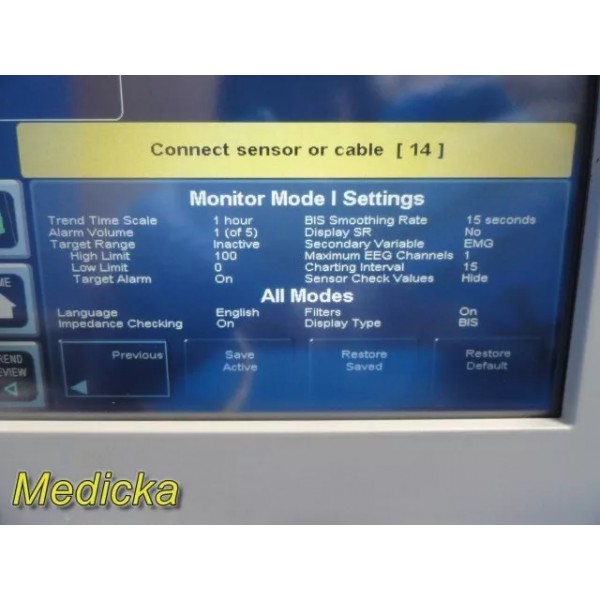 Connect sensor or cable [ 14 ]
Monitor Mode I Settings
Trend Time Scale 1 hour BIS Smoothing Rate 15 seconds
Alarm Volume 1 (of 5) Display SR No
Target Range Inactive Secondary Variable EMG
High Limit 100 Maximum EEG Channels 1
Low Limit 0 Charting Interval 15
Target Alarm On Sensor Check Values Hide
All Modes
Language English Filters On
Impedance Checking On Display Type BIS
Previous
Save
Active
Restore
Saved
Restore
Default
ME
REND
EVIEW
Medicka